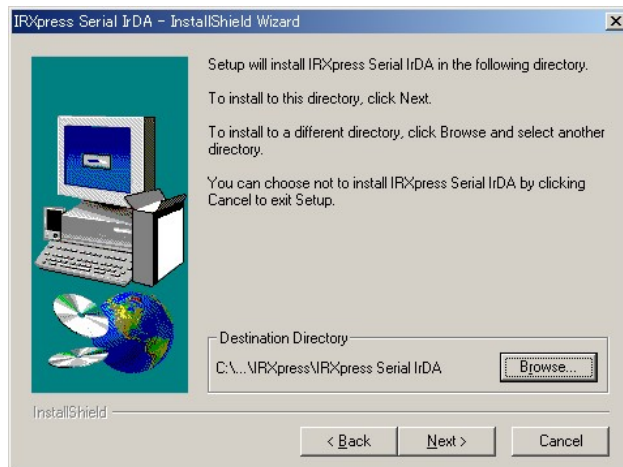 IRXpress Serial IrDA - InstallShield Wizard
Setup will install IRXpress Serial IrDA in the following directory.
To install to this directory, click Next.
To install to a different directory, click Browse and select another
directory.
You can choose not to install IRXpress Serial IrDA by clicking
Cancel to exit Setup.
Destination Directory
C:\...\IRXpress\IRXpress Serial IrDA
Browse...
InstallShield
< Back
Next >
Cancel